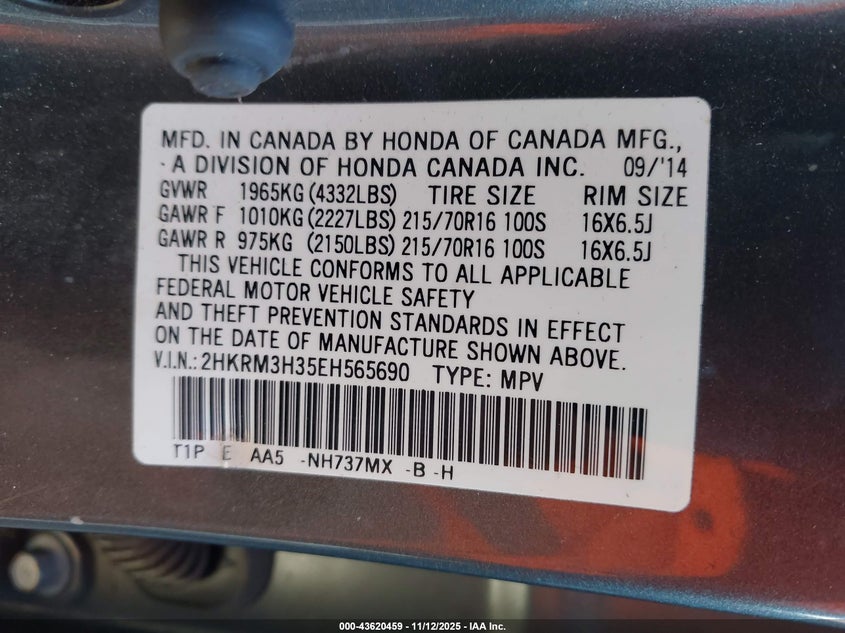 MFD. IN CANADA BY HONDA OF CANADA MFG.,
A DIVISION OF HONDA CANADA INC. 09/'14
GVWR 1965KG (4332LBS) TIRE SIZE RIM SIZE
GAWR F 1010KG (2227LBS) 215/70R16 100S 16X6.5J
GAWR R 975KG (2150LBS) 215/70R16 100S 16X6.5J
THIS VEHICLE CONFORMS TO ALL APPLICABLE
FEDERAL MOTOR VEHICLE SAFETY
AND THEFT PREVENTION STANDARDS IN EFFECT
ON THE DATE OF MANUFACTURE SHOWN ABOVE.
V.I.N.: 2HKRM3H35EH565690 TYPE: MPV
T1P E AA5 -NH737MX -B -H
000-43620459 - 11/12/2025 - IAA Inc.